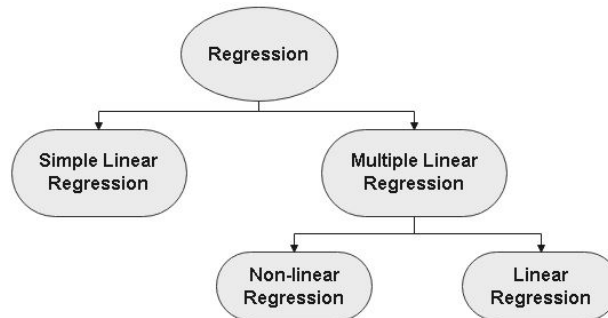 Regression
Simple Linear
Regression
Multiple Linear
Regression
Non-linear
Regression
Linear
Regression